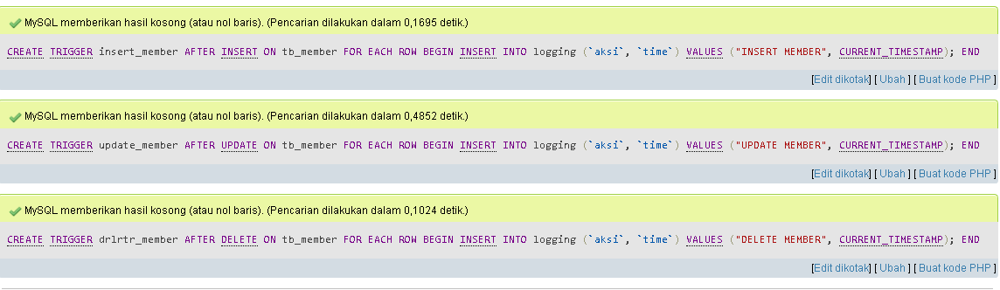 MySQL memberikan hasil kosong (atau nol baris). (Pencarian dilakukan dalam 0,1695 detik.)
CREATE TRIGGER insert_member AFTER INSERT ON tb_member FOR EACH ROW BEGIN INSERT INTO logging (`aksi`, `time`) VALUES ("INSERT MEMBER", CURRENT_TIMESTAMP); END
[Edit dikotak] [ Ubah ] [ Buat kode PHP ]
MySQL memberikan hasil kosong (atau nol baris). (Pencarian dilakukan dalam 0,4852 detik.)
CREATE TRIGGER update_member AFTER UPDATE ON tb_member FOR EACH ROW BEGIN INSERT INTO logging (`aksi`, `time`) VALUES ("UPDATE MEMBER", CURRENT_TIMESTAMP); END
[Edit dikotak] [ Ubah ] [ Buat kode PHP ]
MySQL memberikan hasil kosong (atau nol baris). (Pencarian dilakukan dalam 0,1024 detik.)
CREATE TRIGGER drlrtr_member AFTER DELETE ON tb_member FOR EACH ROW BEGIN INSERT INTO logging (`aksi`, `time`) VALUES ("DELETE MEMBER", CURRENT_TIMESTAMP); END
[Edit dikotak] [ Ubah ] [ Buat kode PHP ]